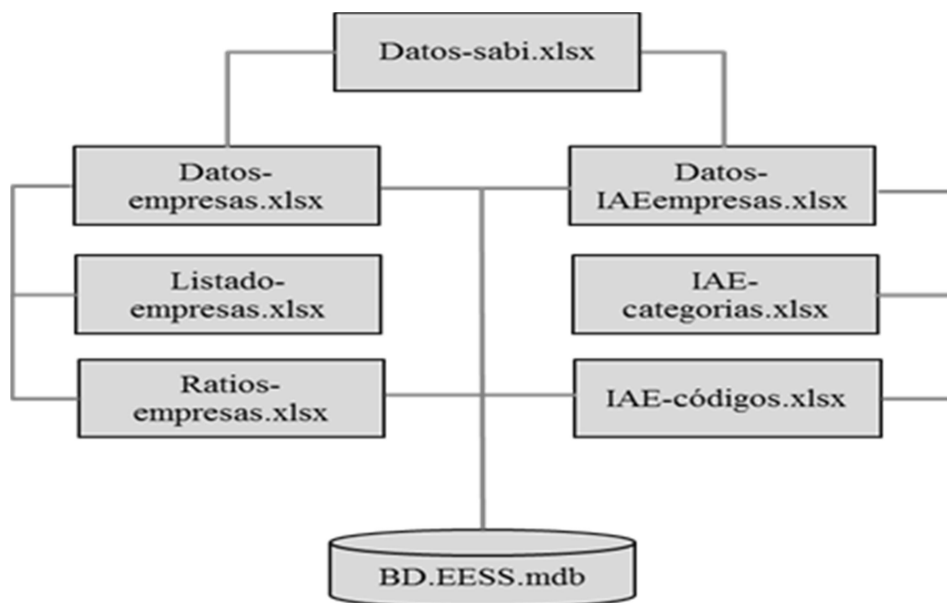 Datos-sabi.xlsx
Datos-
empresas.xlsx
Datos-
IAEempresas.xlsx
Listado-
empresas.xlsx
IAE-
categorias.xlsx
Ratios-
empresas.xlsx
IAE-códigos.xlsx
BD.EESS.mdb